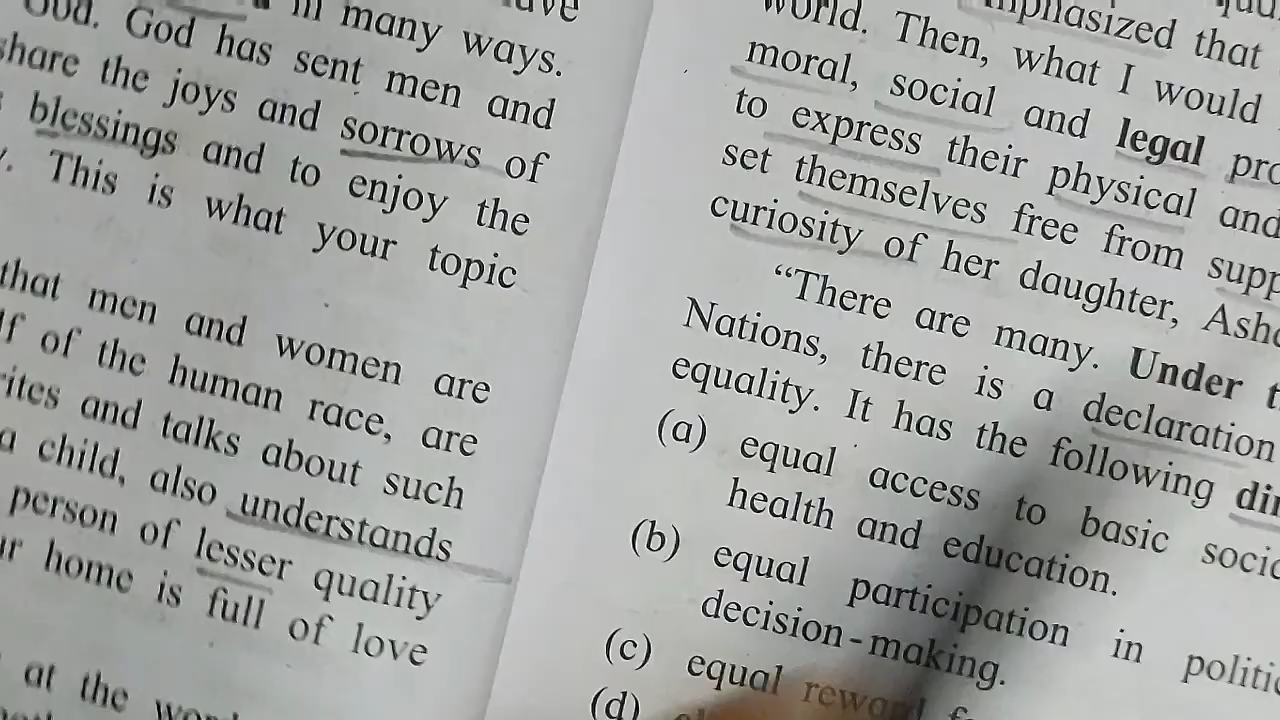 in many ways.
God. God has sent men and
share the joys and sorrows of
blessings and to enjoy the
This is what your topic
that men and women are
of the human race, are
and talks about such
a child, also understands
person of lesser quality
home is full of love
at the
world. Then, what I would
moral, social and legal
to express their physical and
set themselves free from
curiosity of her daughter,
“There are many. Under
Nations, there is a declaration
equality. It has the following
(a) equal access to basic
health and education.
(b) equal participation in
decision-making.
(c) equal reward
(d)